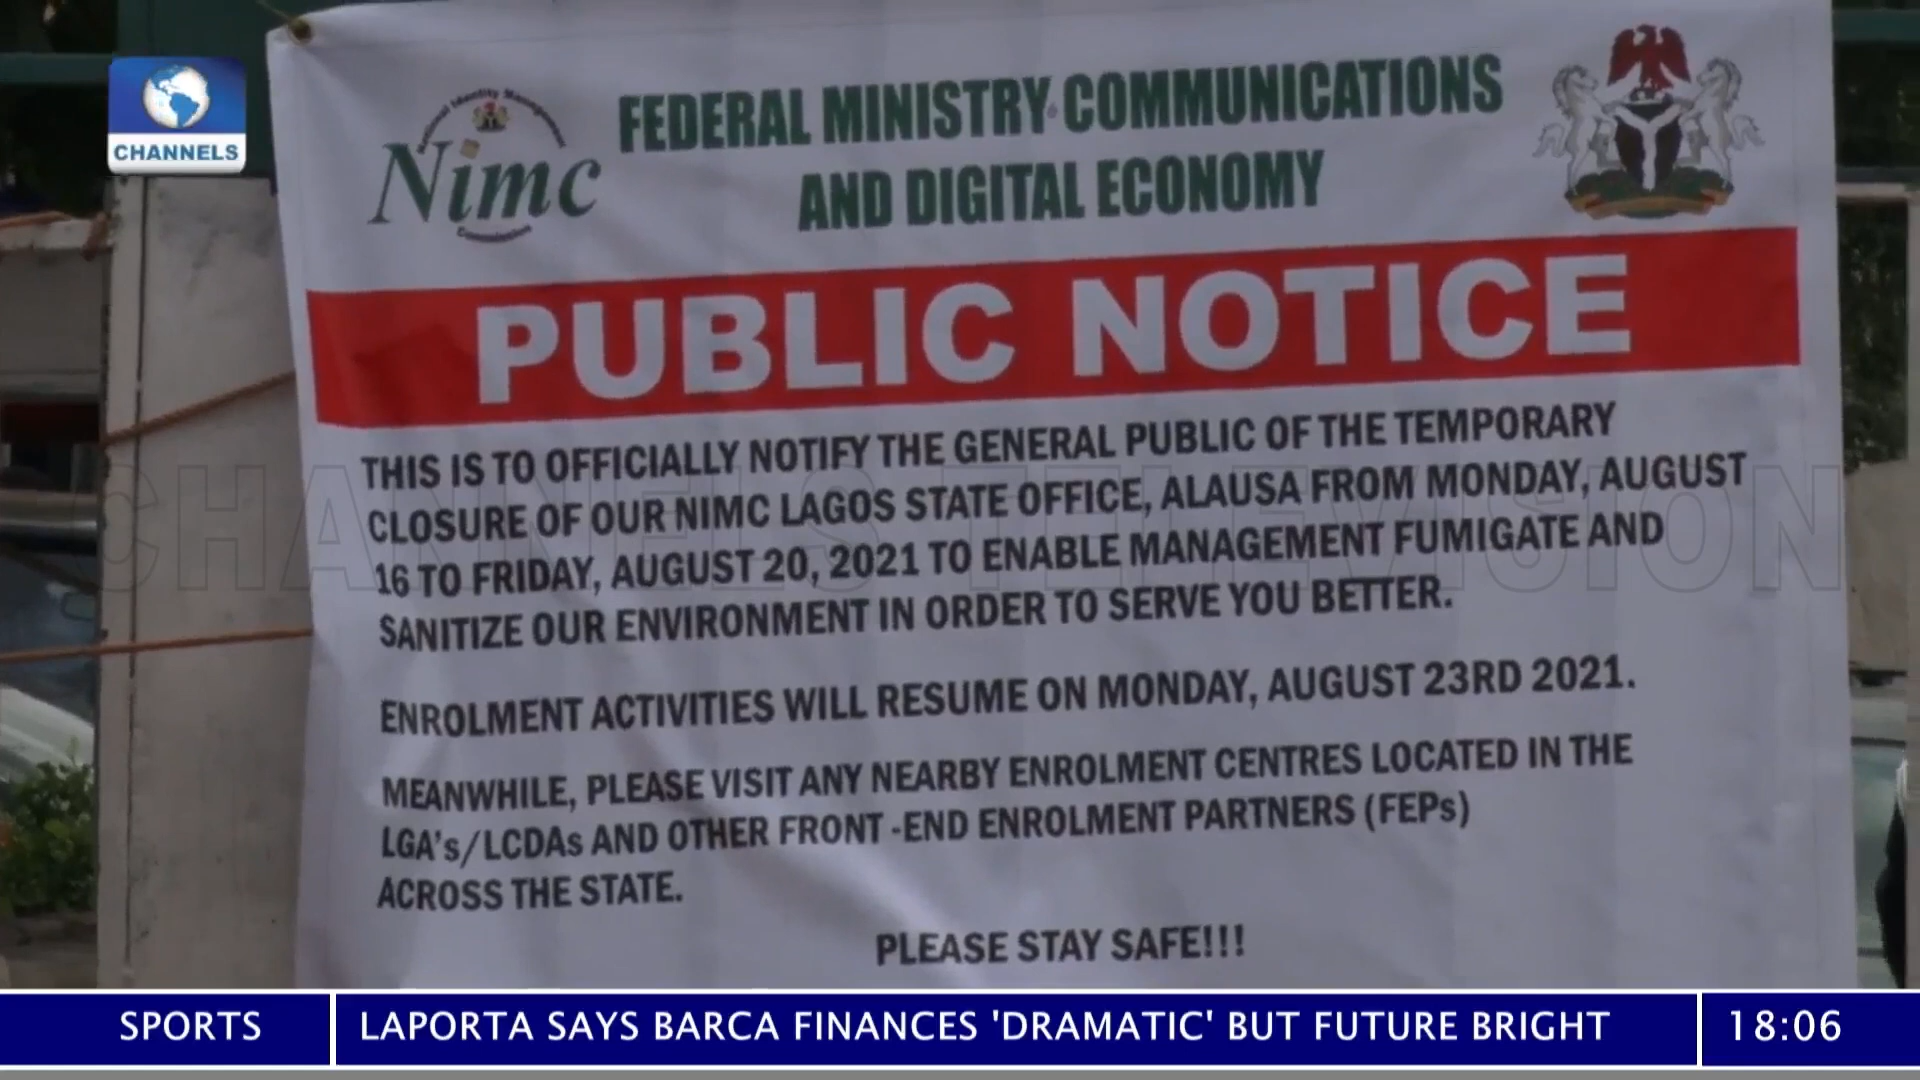 CHANNELS
National Identity Management
Nimc
Commission
FEDERAL MINISTRY COMMUNICATIONS
AND DIGITAL ECONOMY
PUBLIC NOTICE
THIS IS TO OFFICIALLY NOTIFY THE GENERAL PUBLIC OF THE TEMPORARY
CLOSURE OF OUR NIMC LAGOS STATE OFFICE, ALAUSA FROM MONDAY, AUGUST
16 TO FRIDAY, AUGUST 20, 2021 TO ENABLE MANAGEMENT FUMIGATE AND
SANITIZE OUR ENVIRONMENT IN ORDER TO SERVE YOU BETTER.
ENROLMENT ACTIVITIES WILL RESUME ON MONDAY, AUGUST 23RD 2021.
MEANWHILE, PLEASE VISIT ANY NEARBY ENROLMENT CENTRES LOCATED IN THE
LGA's/LCDAs AND OTHER FRONT -END ENROLMENT PARTNERS (FEPs)
ACROSS THE STATE.
PLEASE STAY SAFE!!!
CHANNELS TELEVISION
SPORTS
LAPORTA SAYS BARCA FINANCES 'DRAMATIC' BUT FUTURE BRIGHT
18:06